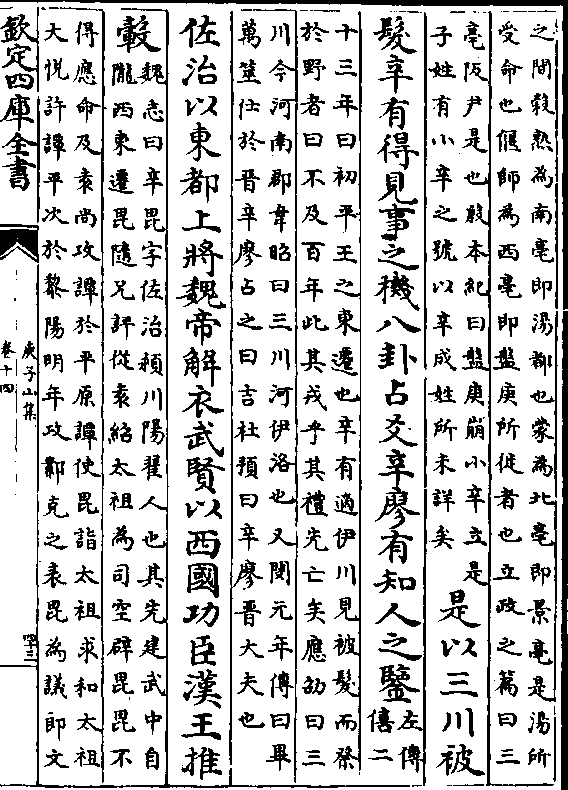 之間榖熟為南亳即湯都也蒙為北亳即景亳是湯所
受命也偃師為西亳即盤庚所徙者也立政之篇曰三
亳阪尹是也殷本紀曰盤庚崩小辛立是
子姓有小辛之號以辛成姓所未詳矣
是以三川被
髮辛有得見事之機八卦占爻辛廖有知人之鑒
左傳
僖二
十三年曰初平王之東遷也辛有適伊川見被髮而祭
於野者曰不及百年此其戎乎其禮先亡矣應劭曰三
川今河南郡韋昭曰三川河伊洛也又閔元年傳曰畢
萬筮仕於晉辛廖占之曰吉杜預曰辛廖晉大夫也
佐治以東都上將魏帝解衣武賢以西國功臣漢王推
轂
魏志曰辛毘字佐治潁川陽翟人也其先建武中自
隴西東遷毘隨兄評從袁紹太祖為司空辟毘毘不
得應命及袁尚攻譚於平原譚使毘詣太祖求和太祖
大悅許譚平次於黎陽明年攻鄴克之表毘為議郎文
欽定四庫全書
庾子山集
卷十四
四三